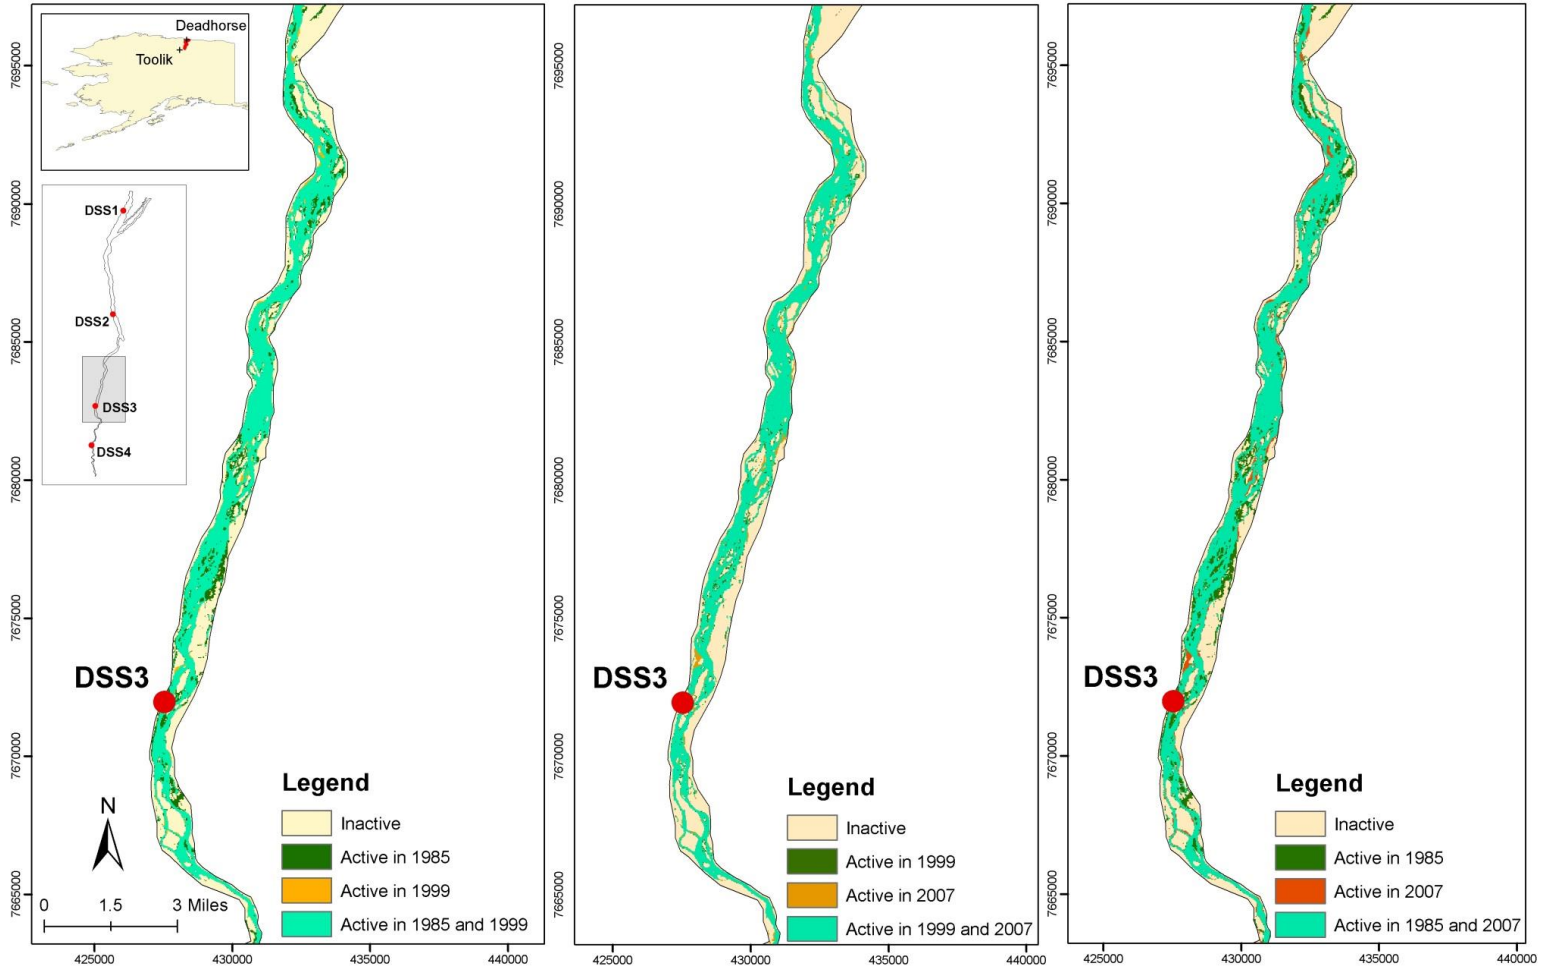 Deadhorse
Toolik
DSS1
DSS2
DSS3
DSS4
DSS3
N
0 1.5 3 Miles
Legend
Inactive
Active in 1985
Active in 1999
Active in 1985 and 1999
7695000
7690000
7685000
7680000
7675000
7670000
7665000
425000 430000 435000 440000
DSS3
Legend
Inactive
Active in 1999
Active in 2007
Active in 1999 and 2007
7695000
7690000
7685000
7680000
7675000
7670000
7665000
425000 430000 435000 440000
DSS3
Legend
Inactive
Active in 1985
Active in 2007
Active in 1985 and 2007
7695000
7690000
7685000
7680000
7675000
7670000
7665000
425000 430000 435000 440000